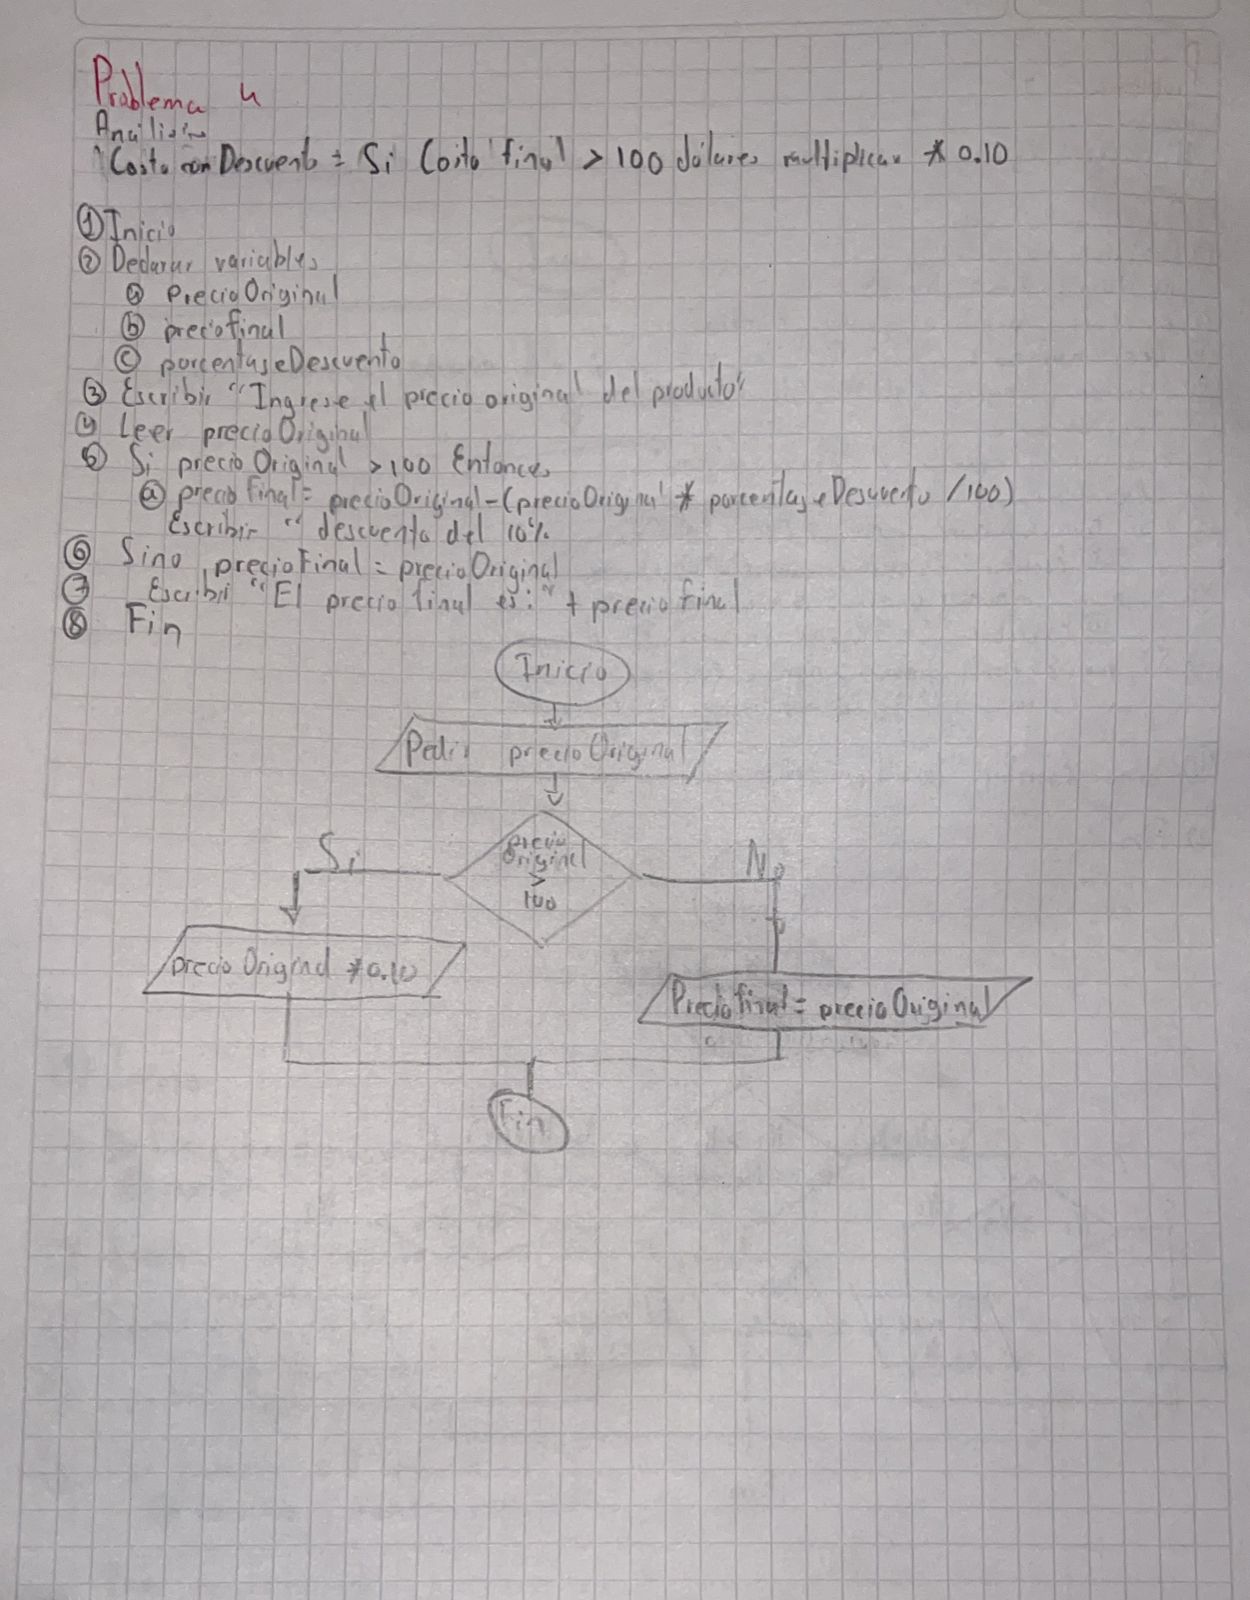 Problema 4
Análisis
Costo con Descuento = Si Costo final > 100 dólares multiplicar * 0.10
① Inicio
② Declarar variables
ⓐ PrecioOriginal
ⓑ preciofinal
ⓒ porcentajeDescuento
③ Escribir "Ingrese el precio original del producto"
④ Leer precioOriginal
⑤ Si precioOriginal > 100 Entonces
ⓐ precioFinal = precioOriginal - (precioOriginal * porcentajeDescuento / 100)
Escribir " descuento del 10%
⑥ Sino precioFinal = precioOriginal
⑦ Escribir "El precio final es:" + preciofinal
⑧ Fin
Inicio
Pedir precioOriginal
precio
Original
>
100
Si
No
precioOriginal * 0.10
Preciofinal = precioOriginal
Fin